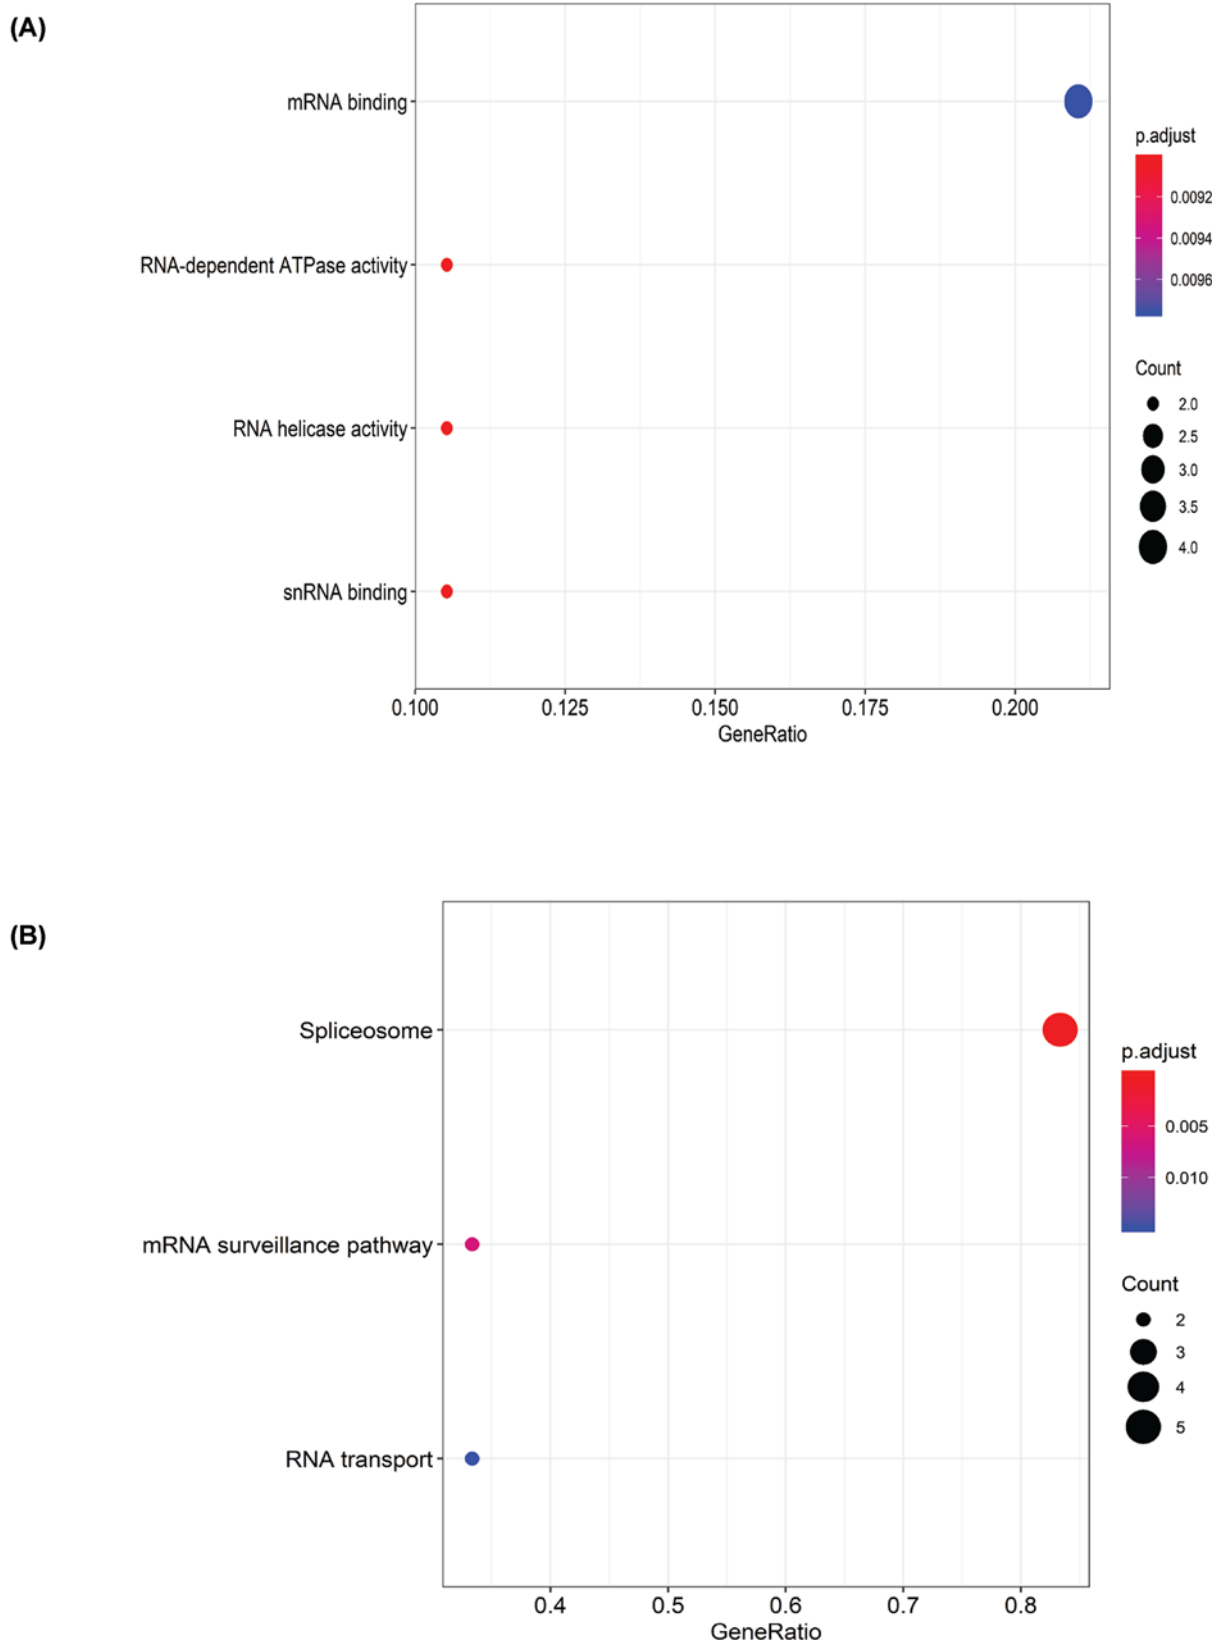 (A)
mRNA binding
RNA-dependent ATPase activity
RNA helicase activity
snRNA binding
0.100 0.125 0.150 0.175 0.200
GeneRatio
p.adjust
0.0092
0.0094
0.0096
Count
2.0
2.5
3.0
3.5
4.0
(B)
Spliceosome
mRNA surveillance pathway
RNA transport
0.4 0.5 0.6 0.7 0.8
GeneRatio
p.adjust
0.005
0.010
Count
2
3
4
5